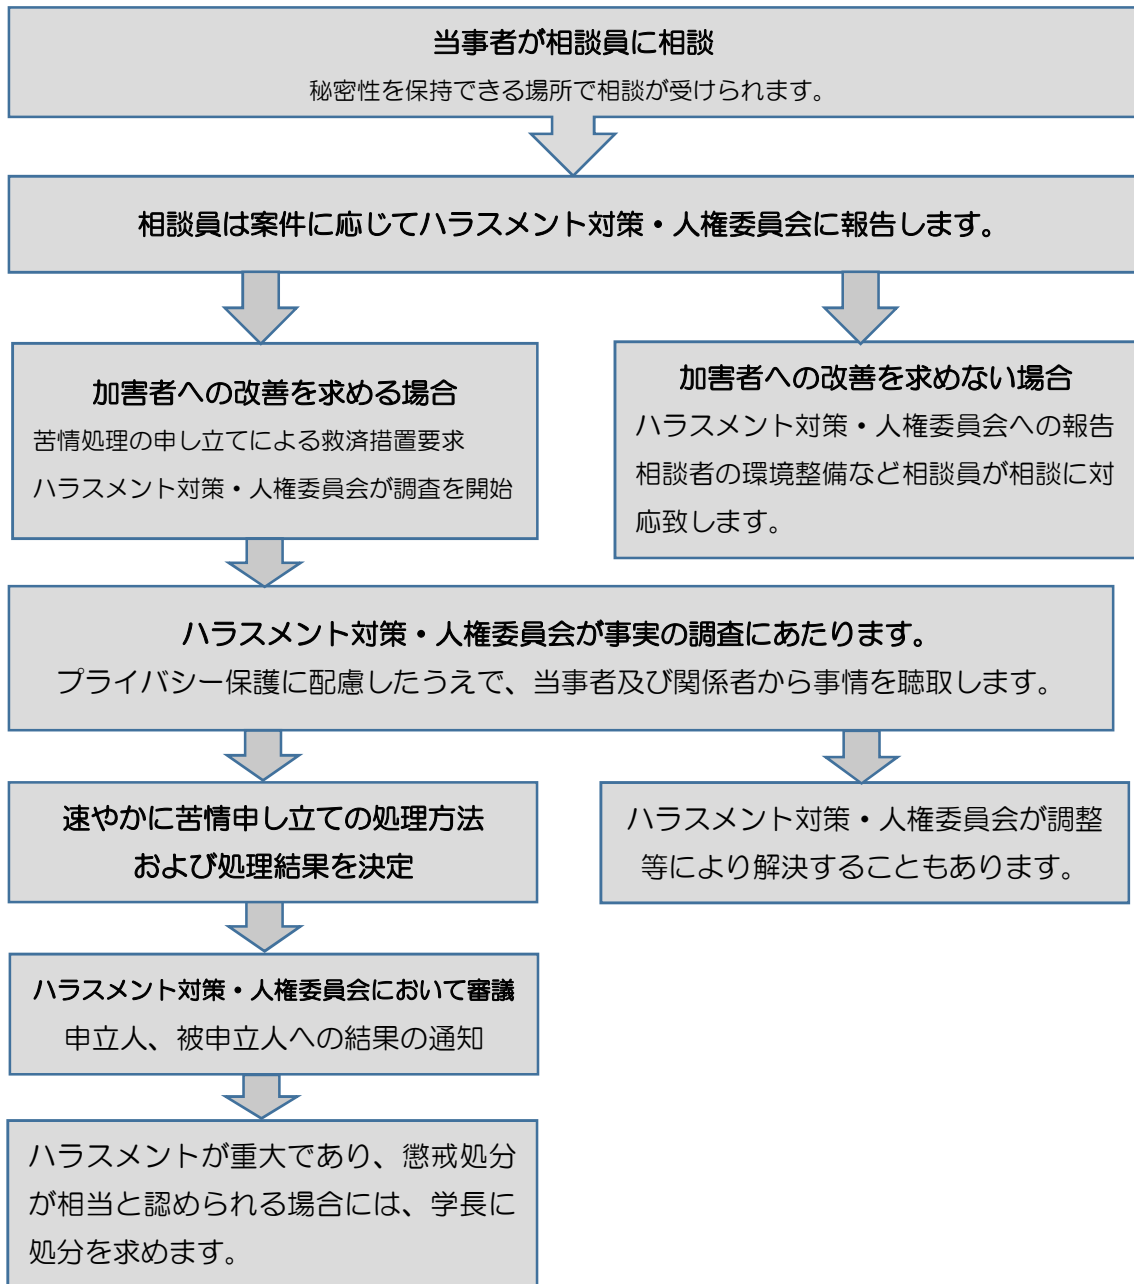 当事者が相談員に相談
秘密性を保持できる場所で相談が受けられます。
相談員は案件に応じてハラスメント対策・人権委員会に報告します。
加害者への改善を求める場合
苦情処理の申し立てによる救済措置要求
ハラスメント対策・人権委員会が調査を開始
加害者への改善を求めない場合
ハラスメント対策・人権委員会への報告
相談者の環境整備など相談員が相談に対
応致します。
ハラスメント対策・人権委員会が事実の調査にあたります。
プライバシー保護に配慮したうえで、当事者及び関係者から事情を聴取します。
速やかに苦情申し立ての処理方法
および処理結果を決定
ハラスメント対策・人権委員会が調整
等により解決することもあります。
ハラスメント対策・人権委員会において審議
申立人、被申立人への結果の通知
ハラスメントが重大であり、懲戒処分
が相当と認められる場合には、学長に
処分を求めます。